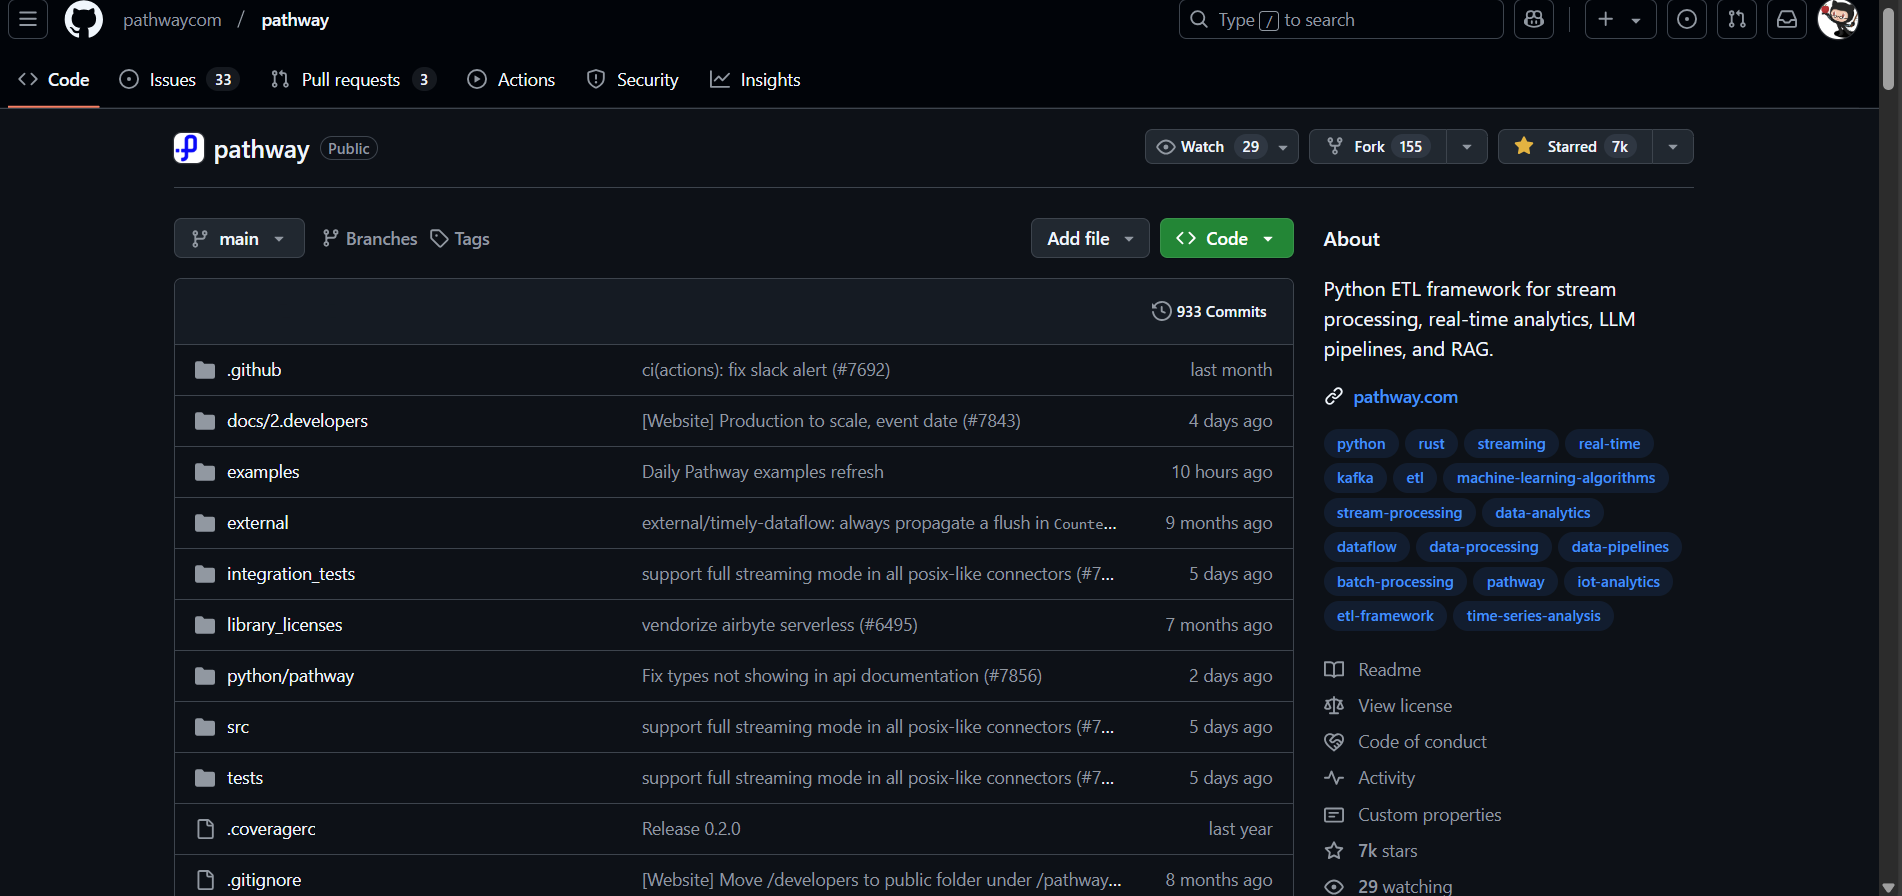 pathwaycom / pathway
Type / to search
Code
Issues 33
Pull requests 3
Actions
Security
Insights
pathway Public
Watch 29
Fork 155
Starred 7k
main
Branches
Tags
Add file
Code
933 Commits
.github ci(actions): fix slack alert (#7692) last month
docs/2.developers [Website] Production to scale, event date (#7843) 4 days ago
examples Daily Pathway examples refresh 10 hours ago
external external/timely-dataflow: always propagate a flush in Counte... 9 months ago
integration_tests support full streaming mode in all posix-like connectors (#7... 5 days ago
library_licenses vendorize airbyte serverless (#6495) 7 months ago
python/pathway Fix types not showing in api documentation (#7856) 2 days ago
src support full streaming mode in all posix-like connectors (#7... 5 days ago
tests support full streaming mode in all posix-like connectors (#7... 5 days ago
.coveragerc Release 0.2.0 last year
.gitignore [Website] Move /developers to public folder under /pathway... 8 months ago
About
Python ETL framework for stream
processing, real-time analytics, LLM
pipelines, and RAG.
pathway.com
python rust streaming real-time
kafka etl machine-learning-algorithms
stream-processing data-analytics
dataflow data-processing data-pipelines
batch-processing pathway iot-analytics
etl-framework time-series-analysis
Readme
View license
Code of conduct
Activity
Custom properties
7k stars
29 watching